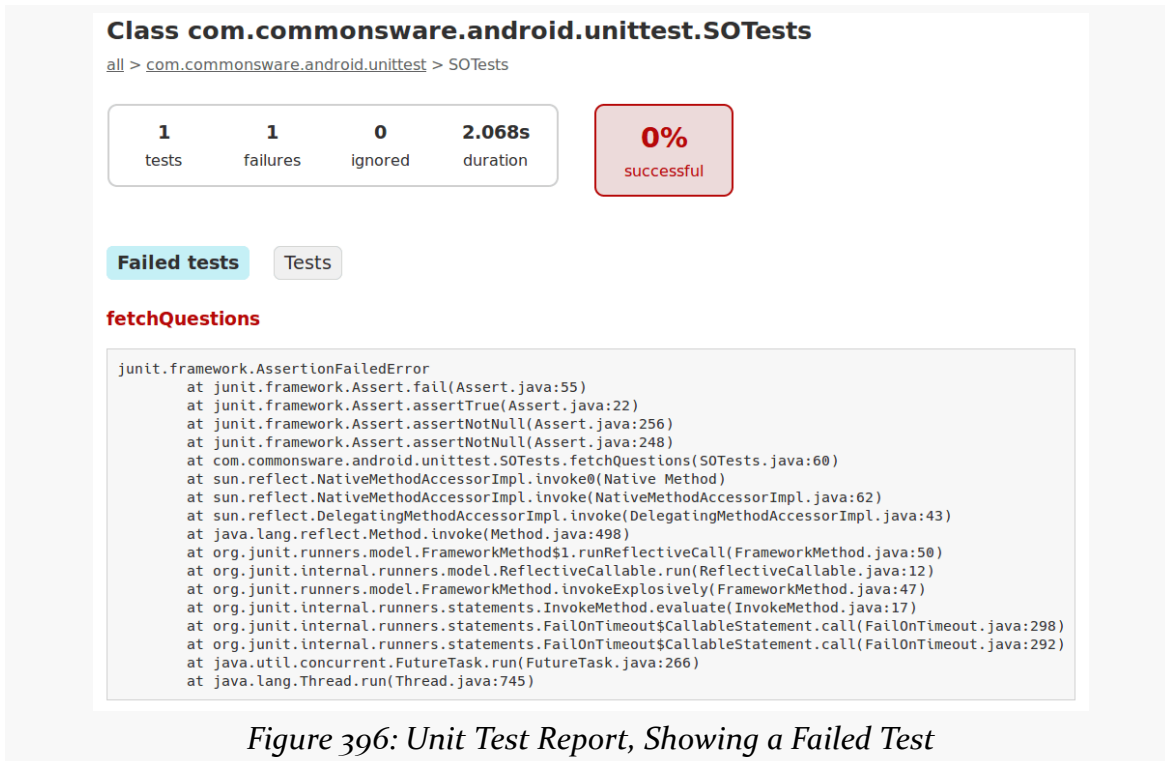 Class com.commonsware.android.unittest.SOTests
all > com.commonsware.android.unittest > SOTests
1 1 0 2.068s
tests failures ignored duration
0%
successful
Failed tests Tests
fetchQuestions
junit.framework.AssertionFailedError
at junit.framework.Assert.fail(Assert.java:55)
at junit.framework.Assert.assertTrue(Assert.java:22)
at junit.framework.Assert.assertNotNull(Assert.java:256)
at junit.framework.Assert.assertNotNull(Assert.java:248)
at com.commonsware.android.unittest.SOTests.fetchQuestions(SOTests.java:60)
at sun.reflect.NativeMethodAccessorImpl.invoke0(Native Method)
at sun.reflect.NativeMethodAccessorImpl.invoke(NativeMethodAccessorImpl.java:62)
at sun.reflect.DelegatingMethodAccessorImpl.invoke(DelegatingMethodAccessorImpl.java:43)
at java.lang.reflect.Method.invoke(Method.java:498)
at org.junit.runners.model.FrameworkMethod$1.runReflectiveCall(FrameworkMethod.java:50)
at org.junit.internal.runners.model.ReflectiveCallable.run(ReflectiveCallable.java:12)
at org.junit.runners.model.FrameworkMethod.invokeExplosively(FrameworkMethod.java:47)
at org.junit.internal.runners.statements.InvokeMethod.evaluate(InvokeMethod.java:17)
at org.junit.internal.runners.statements.FailOnTimeout$CallableStatement.call(FailOnTimeout.java:298)
at org.junit.internal.runners.statements.FailOnTimeout$CallableStatement.call(FailOnTimeout.java:292)
at java.util.concurrent.FutureTask.run(FutureTask.java:266)
at java.lang.Thread.run(Thread.java:745)
Figure 396: Unit Test Report, Showing a Failed Test